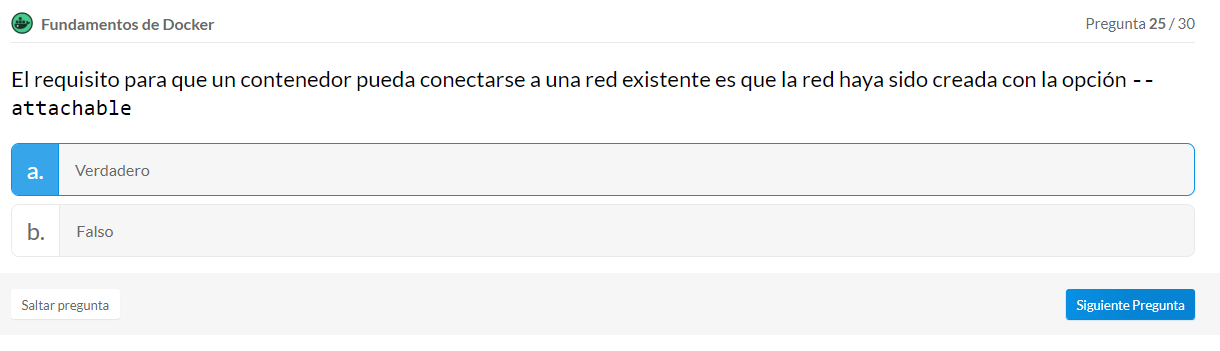 Fundamentos de Docker
Pregunta 25 / 30
El requisito para que un contenedor pueda conectarse a una red existente es que la red haya sido creada con la opción --
attachable
a. Verdadero
b. Falso
Saltar pregunta
Siguiente Pregunta